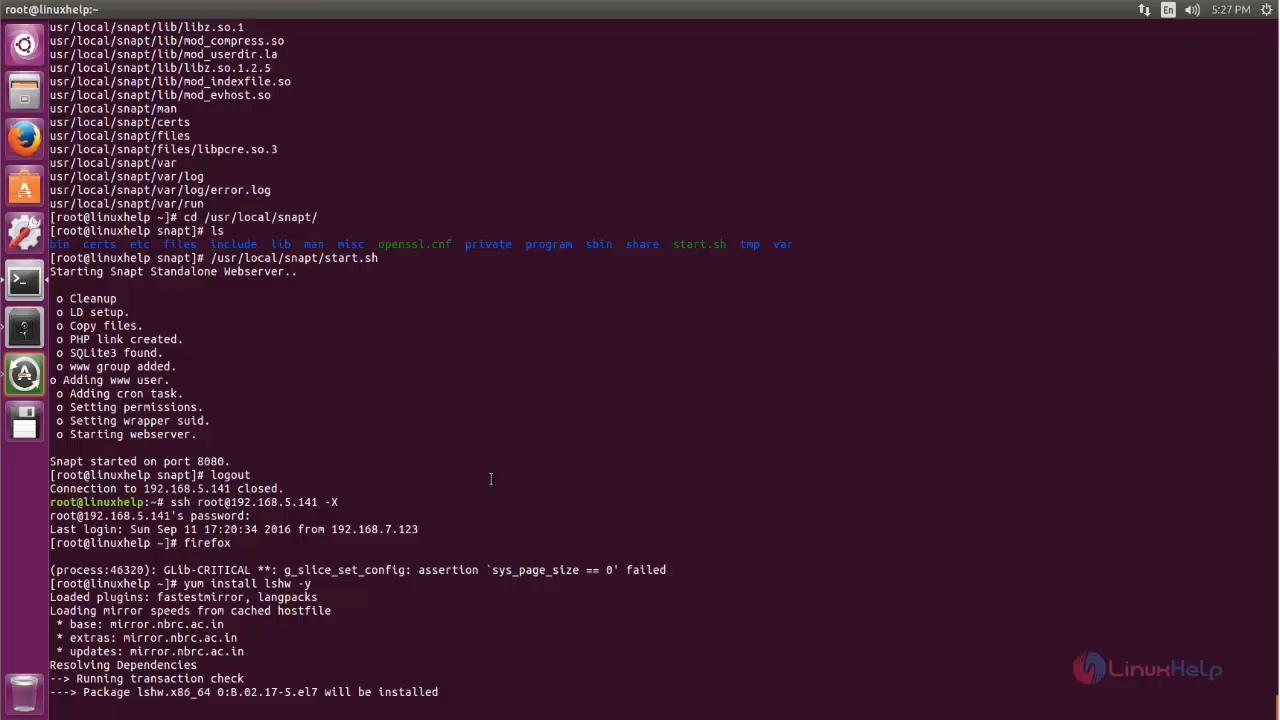 root@linuxhelp:~
En
5:27 PM
usr/local/snapt/lib/libz.so.1
usr/local/snapt/lib/mod_compress.so
usr/local/snapt/lib/mod_userdir.la
usr/local/snapt/lib/libz.so.1.2.5
usr/local/snapt/lib/mod_indexfile.so
usr/local/snapt/lib/mod_evhost.so
usr/local/snapt/man
usr/local/snapt/certs
usr/local/snapt/files
usr/local/snapt/files/libpcre.so.3
usr/local/snapt/var
usr/local/snapt/var/log
usr/local/snapt/var/log/error.log
usr/local/snapt/var/run
[root@linuxhelp ~]# cd /usr/local/snapt/
[root@linuxhelp snapt]# ls
bin certs etc files include lib man misc openssl.cnf private program sbin share start.sh tmp var
[root@linuxhelp snapt]# /usr/local/snapt/start.sh
Starting Snapt Standalone Webserver..
o Cleanup
o LD setup.
o Copy files.
o PHP link created.
o SQLite3 found.
o www group added.
o Adding www user.
o Adding cron task.
o Setting permissions.
o Setting wrapper suid.
o Starting webserver.
Snapt started on port 8080.
[root@linuxhelp snapt]# logout
Connection to 192.168.5.141 closed.
root@linuxhelp:~# ssh root@192.168.5.141 -X
root@192.168.5.141's password:
Last login: Sun Sep 11 17:20:34 2016 from 192.168.7.123
[root@linuxhelp ~]# firefox
(process:46320): GLib-CRITICAL **: g_slice_set_config: assertion `sys_page_size == 0' failed
[root@linuxhelp ~]# yum install lshw -y
Loaded plugins: fastestmirror, langpacks
Loading mirror speeds from cached hostfile
* base: mirror.nbrc.ac.in
* extras: mirror.nbrc.ac.in
* updates: mirror.nbrc.ac.in
Resolving Dependencies
--> Running transaction check
---> Package lshw.x86_64 0:B.02.17-5.el7 will be installed
LinuxHelp